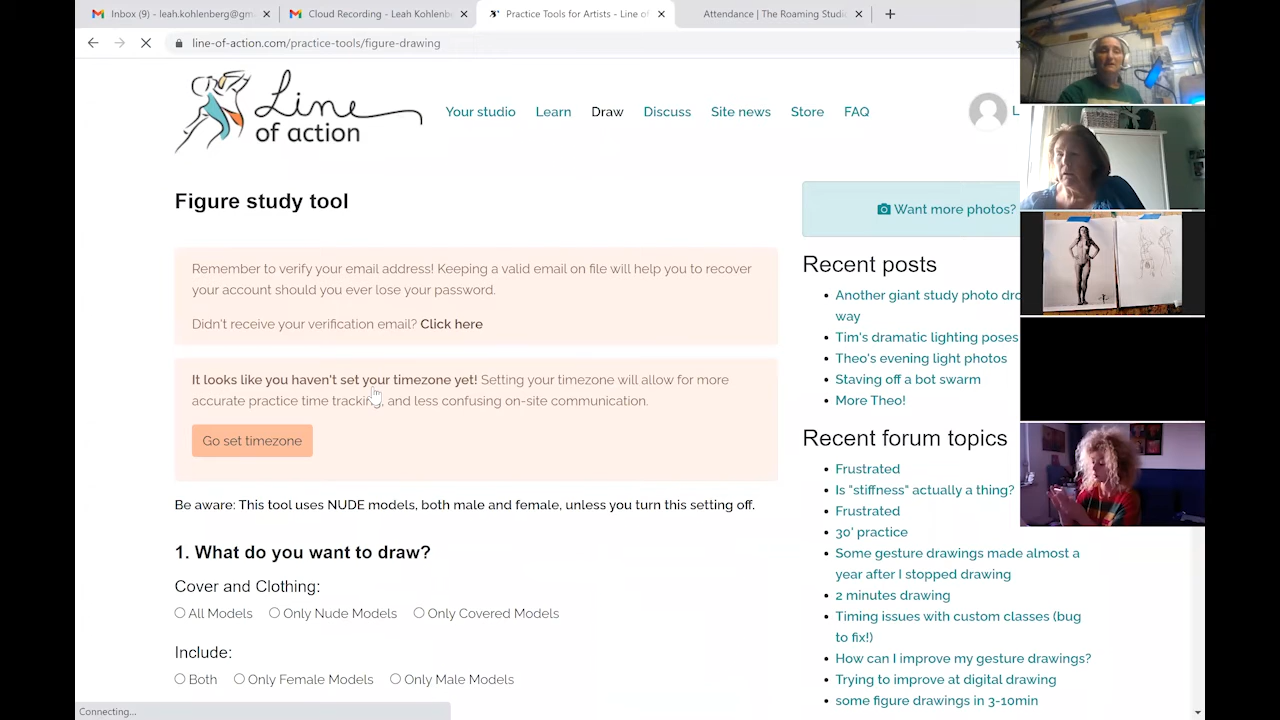 Inbox (9) - leah.kohlenberg@gm
Cloud Recording - Leah Kohlenbe
Practice Tools for Artists - Line of
Attendance | The Roaming Studio
line-of-action.com/practice-tools/figure-drawing
Line
of action
Your studio
Learn
Draw
Discuss
Site news
Store
FAQ
L
Figure study tool
Remember to verify your email address! Keeping a valid email on file will help you to recover
your account should you ever lose your password.
Didn't receive your verification email? Click here
It looks like you haven't set your timezone yet! Setting your timezone will allow for more
accurate practice time tracking, and less confusing on-site communication.
Go set timezone
Be aware: This tool uses NUDE models, both male and female, unless you turn this setting off.
1. What do you want to draw?
Cover and Clothing:
All Models
Only Nude Models
Only Covered Models
Include:
Both
Only Female Models
Only Male Models
Want more photos?
Recent posts
Another giant study photo dro
way
Tim's dramatic lighting poses
Theo's evening light photos
Staving off a bot swarm
More Theo!
Recent forum topics
Frustrated
Is "stiffness" actually a thing?
Frustrated
30' practice
Some gesture drawings made almost a
year after I stopped drawing
2 minutes drawing
Timing issues with custom classes (bug
to fix!)
How can I improve my gesture drawings?
Trying to improve at digital drawing
some figure drawings in 3-10min
Connecting...